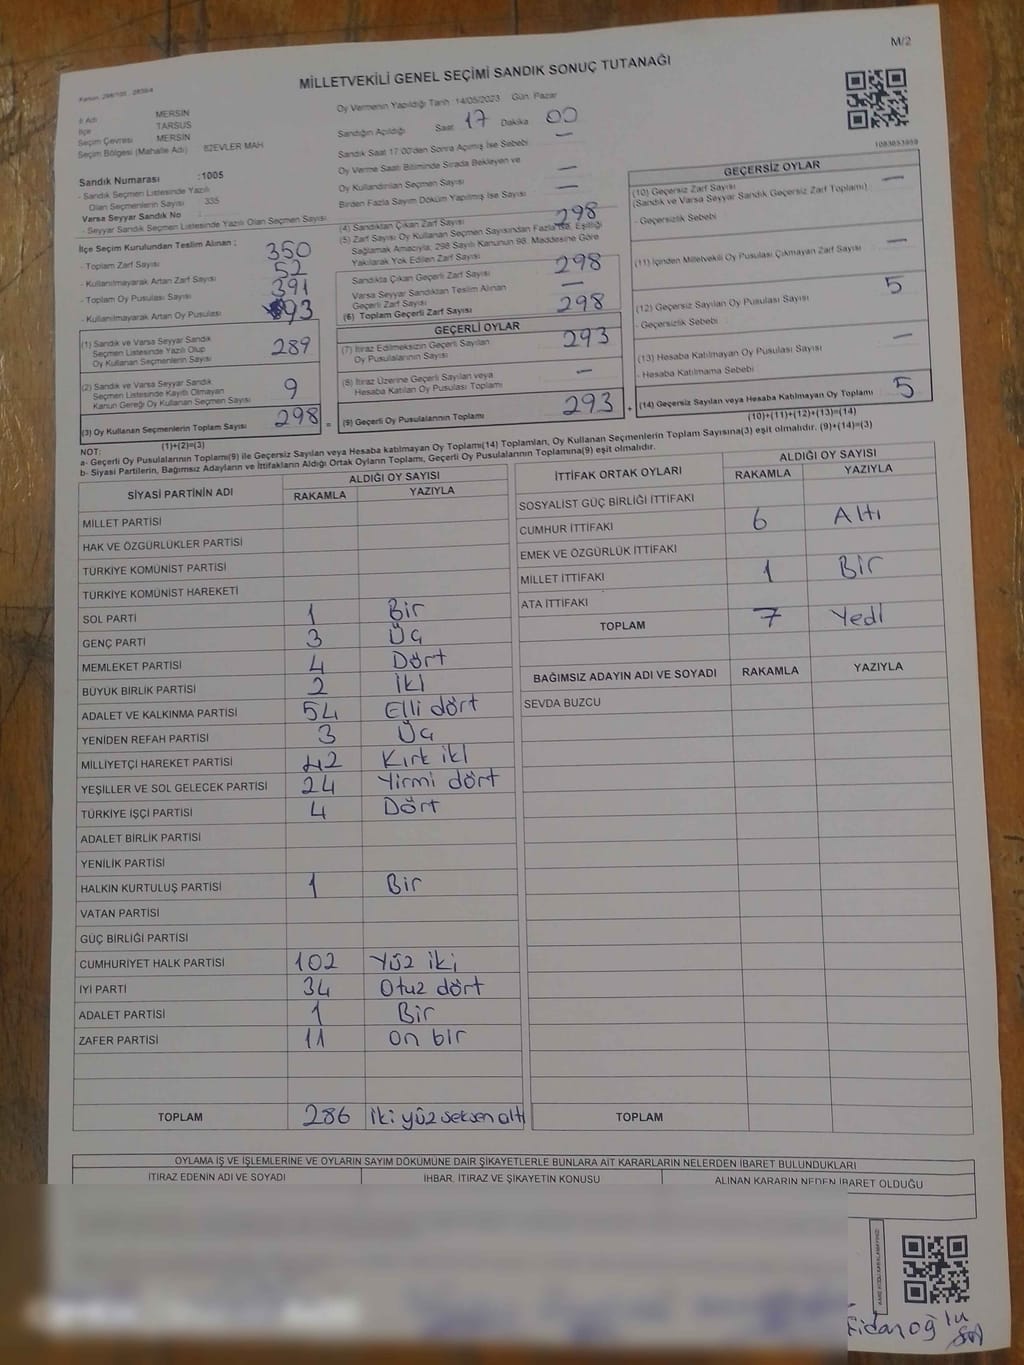 M/2
MİLLETVEKİLİ GENEL SEÇİMİ SANDIK SONUÇ TUTANAĞI
İl Adı MERSİN
İlçe TARSUS
Seçim Çevresi MERSİN
Seçim Bölgesi (Mahalle Adı) 82EVLER MAH
Sandık Numarası :1005
- Sandık Seçmen Listesinde Yazılı
Olan Seçmenlerin Sayısı 335
Varsa Seyyar Sandık No
- Seyyar Sandık Seçmen Listesinde Yazılı Olan Seçmen Sayısı
İlçe Seçim Kurulundan Teslim Alınan ;
- Toplam Zarf Sayısı 350
- Kullanılmayarak Artan Zarf Sayısı 52
- Toplam Oy Pusulası Sayısı 391
- Kullanılmayarak Artan Oy Pusulası 93
(1) Sandık ve Varsa Seyyar Sandık
Seçmen Listesinde Yazılı Olup
Oy Kullanan Seçmenlerin Sayısı 289
(2) Sandık ve Varsa Seyyar Sandık
Seçmen Listesinde Kayıtlı Olmayan
Kanun Gereği Oy Kullanan Seçmen Sayısı 9
(3) Oy Kullanan Seçmenlerin Toplam Sayısı 298
(1)+(2)=(3)
Oy Vermenin Yapıldığı Tarih :14/05/2023 Gün: Pazar
Sandığın Açıldığı Saat 17 Dakika 00
Sandık Saat 17:00'den Sonra Açılmış İse Sebebi —
Oy Verme Saati Bitiminde Sırada Bekleyen ve
Oy Kullandırılan Seçmen Sayısı —
Birden Fazla Sayım Döküm Yapılmış İse Sayısı —
(4) Sandıktan Çıkan Zarf Sayısı 298
(5) Zarf Sayısı Oy Kullanan Seçmen Sayısından Fazla ise, Eşitliği
Sağlamak Amacıyla, 298 Sayılı Kanunun 98. Maddesine Göre
Yakılarak Yok Edilen Zarf Sayısı
Sandıkta Çıkan Geçerli Zarf Sayısı 298
Varsa Seyyar Sandıktan Teslim Alınan
Geçerli Zarf Sayısı —
(6) Toplam Geçerli Zarf Sayısı 298
GEÇERLİ OYLAR
(7) İtiraz Edilmeksizin Geçerli Sayılan
Oy Pusulalarının Sayısı 293
(8) İtiraz Üzerine Geçerli Sayılan veya
Hesaba Katılan Oy Pusulası Toplamı —
= (9) Geçerli Oy Pusulalarının Toplamı 293 +
1083053959
GEÇERSİZ OYLAR
(10) Geçersiz Zarf Sayısı —
(Sandık ve Varsa Seyyar Sandık Geçersiz Zarf Toplamı)
- Geçersizlik Sebebi
(11) İçinden Milletvekili Oy Pusulası Çıkmayan Zarf Sayısı —
(12) Geçersiz Sayılan Oy Pusulası Sayısı 5
- Geçersizlik Sebebi
(13) Hesaba Katılmayan Oy Pusulası Sayısı —
- Hesaba Katılmama Sebebi
(14) Geçersiz Sayılan veya Hesaba Katılmayan Oy Toplamı 5
(10)+(11)+(12)+(13)=(14)
NOT:
a- Geçerli Oy Pusulalarının Toplamı(9) ile Geçersiz Sayılan veya Hesaba katılmayan Oy Toplamı(14) Toplamları, Oy Kullanan Seçmenlerin Toplam Sayısına(3) eşit olmalıdır. (9)+(14)=(3)
b- Siyasi Partilerin, Bağımsız Adayların ve İttifakların Aldığı Ortak Oyların Toplamı, Geçerli Oy Pusulalarının Toplamına(9) eşit olmalıdır.
SİYASİ PARTİNİN ADI ALDIĞI OY SAYISI
RAKAMLA YAZIYLA
MİLLET PARTİSİ
HAK VE ÖZGÜRLÜKLER PARTİSİ
TÜRKİYE KOMÜNİST PARTİSİ
TÜRKİYE KOMÜNİST HAREKETİ
SOL PARTİ 1 Bir
GENÇ PARTİ 3 Üç
MEMLEKET PARTİSİ 4 Dört
BÜYÜK BİRLİK PARTİSİ 2 İki
ADALET VE KALKINMA PARTİSİ 54 Elli dört
YENİDEN REFAH PARTİSİ 3 Üç
MİLLİYETÇİ HAREKET PARTİSİ 42 Kırk iki
YEŞİLLER VE SOL GELECEK PARTİSİ 24 Yirmi dört
TÜRKİYE İŞÇİ PARTİSİ 4 Dört
ADALET BİRLİK PARTİSİ
YENİLİK PARTİSİ
HALKIN KURTULUŞ PARTİSİ 1 Bir
VATAN PARTİSİ
GÜÇ BİRLİĞİ PARTİSİ
CUMHURİYET HALK PARTİSİ 102 Yüz iki
İYİ PARTİ 34 Otuz dört
ADALET PARTİSİ 1 Bir
ZAFER PARTİSİ 11 on bir
TOPLAM 286 iki yüz seksen altı
İTTİFAK ORTAK OYLARI ALDIĞI OY SAYISI
RAKAMLA YAZIYLA
SOSYALİST GÜÇ BİRLİĞİ İTTİFAKI
CUMHUR İTTİFAKI 6 Altı
EMEK VE ÖZGÜRLÜK İTTİFAKI
MİLLET İTTİFAKI 1 Bir
ATA İTTİFAKI
TOPLAM 7 Yedi
BAĞIMSIZ ADAYIN ADI VE SOYADI RAKAMLA YAZIYLA
SEVDA BUZCU
TOPLAM
OYLAMA İŞ VE İŞLEMLERİNE VE OYLARIN SAYIM DÖKÜMÜNE DAİR ŞİKAYETLERLE BUNLARA AİT KARARLARIN NELERDEN İBARET BULUNDUKLARI
İTİRAZ EDENİN ADI VE SOYADI İHBAR, İTİRAZ VE ŞİKAYETİN KONUSU ALINAN KARARIN NEDEN İBARET OLDUĞU